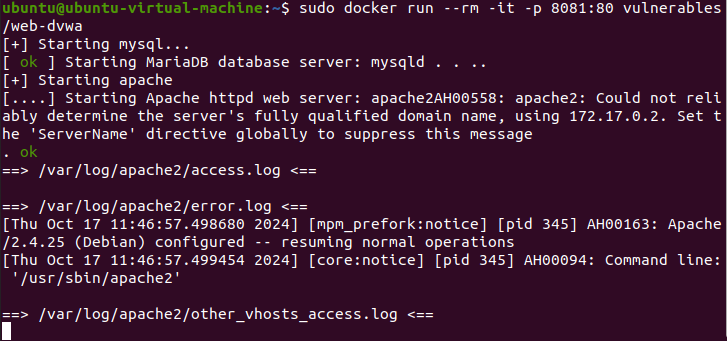 ubuntu@ubuntu-virtual-machine:~$ sudo docker run --rm -it -p 8081:80 vulnerables
/web-dvwa
[+] Starting mysql...
[ ok ] Starting MariaDB database server: mysqld . . ..
[+] Starting apache
[....] Starting Apache httpd web server: apache2AH00558: apache2: Could not reli
ably determine the server's fully qualified domain name, using 172.17.0.2. Set t
he 'ServerName' directive globally to suppress this message
. ok
==> /var/log/apache2/access.log <==
==> /var/log/apache2/error.log <==
[Thu Oct 17 11:46:57.498680 2024] [mpm_prefork:notice] [pid 345] AH00163: Apache
/2.4.25 (Debian) configured -- resuming normal operations
[Thu Oct 17 11:46:57.499454 2024] [core:notice] [pid 345] AH00094: Command line:
 '/usr/sbin/apache2'
==> /var/log/apache2/other_vhosts_access.log <==